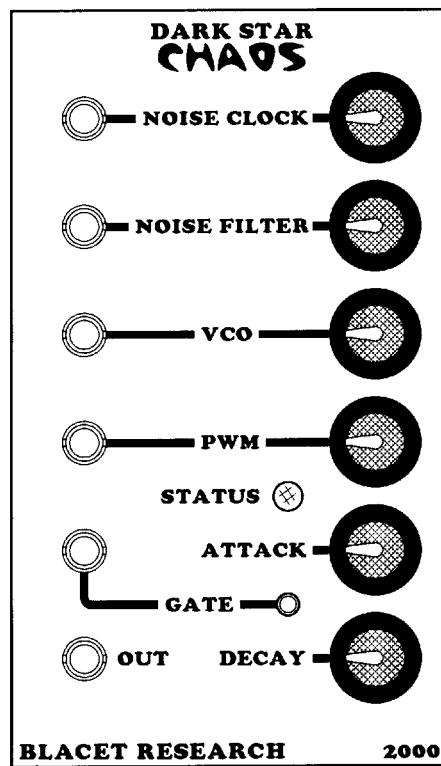 DARK STAR
CHAOS
NOISE CLOCK
NOISE FILTER
VCO
PWM
STATUS
ATTACK
GATE
OUT DECAY
BLACET RESEARCH 2000